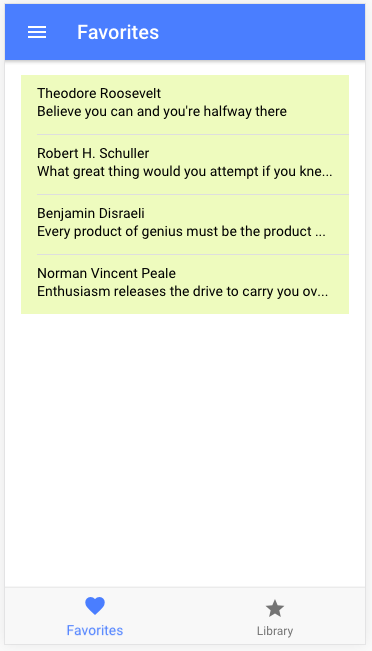 Favorites
Theodore Roosevelt
Believe you can and you're halfway there
Robert H. Schuller
What great thing would you attempt if you kne...
Benjamin Disraeli
Every product of genius must be the product ...
Norman Vincent Peale
Enthusiasm releases the drive to carry you ov...
Favorites
Library